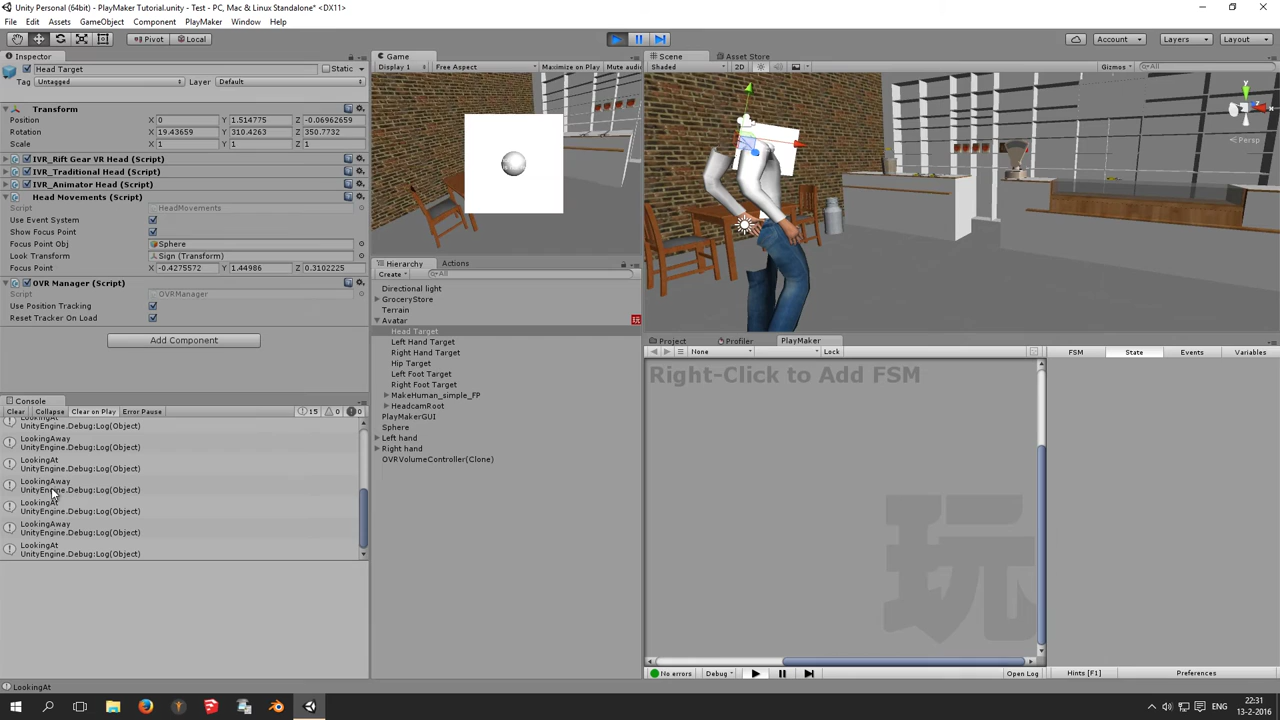 Unity Personal (64bit) - PlayMaker Tutorial.unity - Test - PC, Mac & Linux Standalone* <DX11>
File Edit Assets GameObject Component PlayMaker Window Help
Pivot Local Account Layers Layout
Inspector
Head Target Static
Tag Untagged Layer Default
Transform
Position X 0 Y 1.514775 Z -0.06962659
Rotation X 19.43659 Y 310.4263 Z 350.7732
Scale X 1 Y 1 Z 1
IVR_Rift Gear VR Head (Script)
IVR_Traditional Head (Script)
IVR_Animator Head (Script)
Head Movements (Script)
Script HeadMovements
Use Event System
Show Focus Point
Focus Point Obj Sphere
Look Transform Sign (Transform)
Focus Point X -0.4275572 Y 1.44986 Z 0.3102225
OVR Manager (Script)
Script OVRManager
Use Position Tracking
Reset Tracker On Load
Add Component
Console
Clear Collapse Clear on Play Error Pause 15 0 0
LookingAt
UnityEngine.Debug:Log(Object)
LookingAway
UnityEngine.Debug:Log(Object)
LookingAt
UnityEngine.Debug:Log(Object)
LookingAway
UnityEngine.Debug:Log(Object)
LookingAt
UnityEngine.Debug:Log(Object)
LookingAway
UnityEngine.Debug:Log(Object)
LookingAt
UnityEngine.Debug:Log(Object)
LookingAt
Game
Display 1 Free Aspect Maximize on Play Mute audio
Hierarchy Actions
Create All
Directional light
GroceryStore
Terrain
Avatar
Head Target
Left Hand Target
Right Hand Target
Hip Target
Left Foot Target
Right Foot Target
MakeHuman_simple_FP
HeadcamRoot
PlayMakerGUI
Sphere
Left hand
Right hand
OVRVolumeController(Clone)
Scene Asset Store
Shaded 2D Gizmos All
y
z
x
Persp
Project Profiler PlayMaker
None Lock FSM State Events Variables
Right-Click to Add FSM
玩
No errors Debug Open Log Hints [F1] Preferences
ENG 22:31
13-2-2016